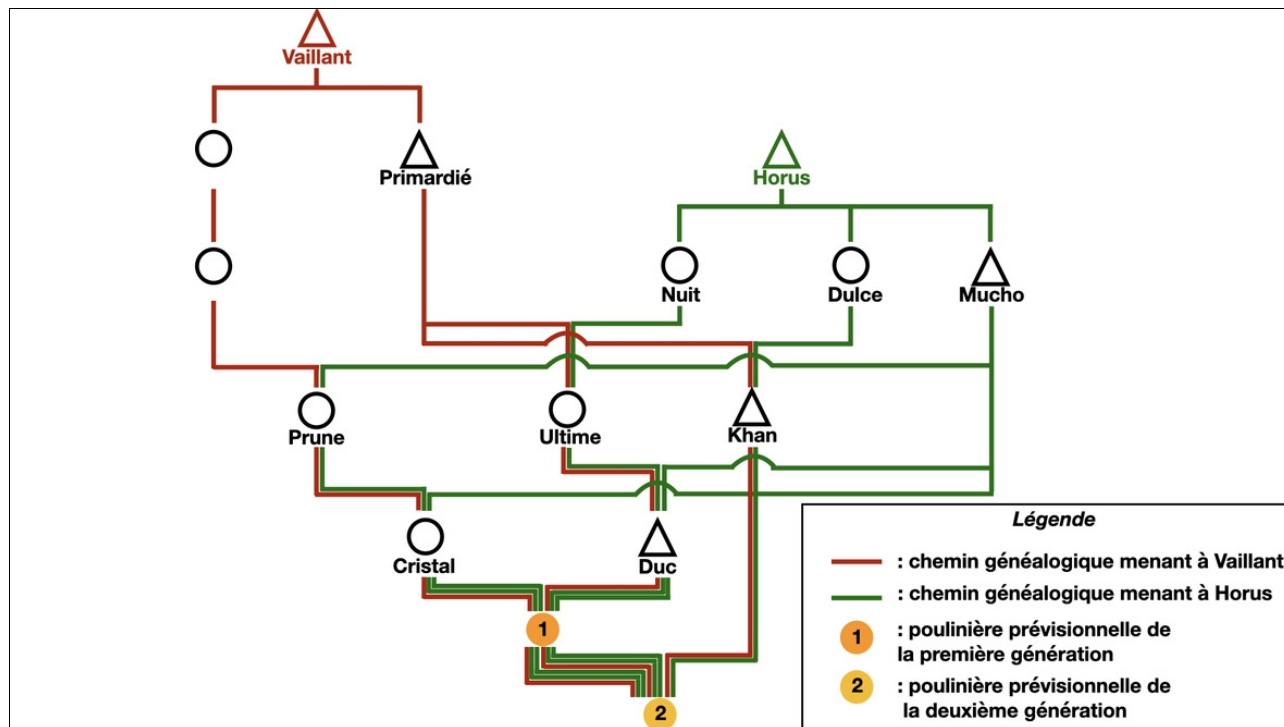 Vaillant
Primardié
Horus
Nuit
Dulce
Mucho
Prune
Ultime
Khan
Cristal
Duc
1
2
Légende
: chemin généalogique menant à Vaillant
: chemin généalogique menant à Horus
1
: poulinière prévisionnelle de
la première génération
2
: poulinière prévisionnelle de
la deuxième génération